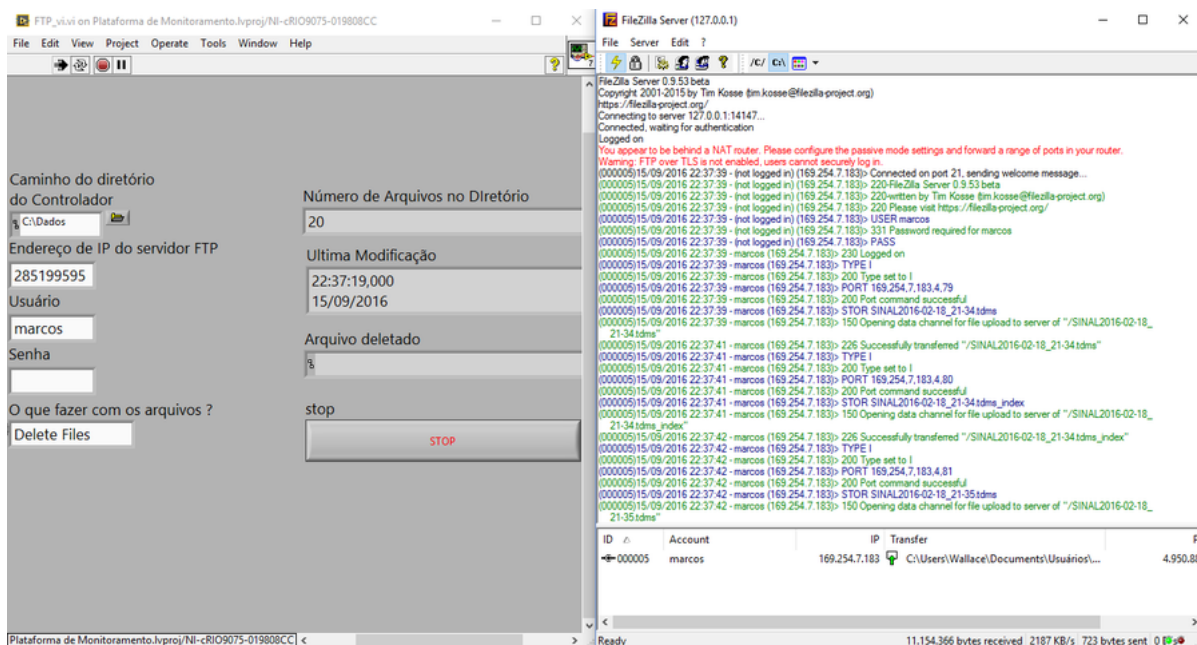 FTP_vi.vi on Plataforma de Monitoramento.lvproj/NI-cRIO9075-019808CC
File Edit View Project Operate Tools Window Help
Caminho do diretório
do Controlador
C:\Dados
Endereço de IP do servidor FTP
285199595
Usuário
marcos
Senha
O que fazer com os arquivos ?
Delete Files
Número de Arquivos no DIretório
20
Ultima Modificação
22:37:19,000
15/09/2016
Arquivo deletado
stop
STOP
Plataforma de Monitoramento.lvproj/NI-cRIO9075-019808CC
FileZilla Server (127.0.0.1)
File Server Edit ?
/C/ C:\
FileZilla Server 0.9.53 beta
Copyright 2001-2015 by Tim Kosse (tim.kosse@filezilla-project.org)
https://filezilla-project.org/
Connecting to server 127.0.0.1:14147...
Connected, waiting for authentication
Logged on
You appear to be behind a NAT router. Please configure the passive mode settings and forward a range of ports in your router.
Warning: FTP over TLS is not enabled, users cannot securely log in.
(000005)15/09/2016 22:37:39 - (not logged in) (169.254.7.183)> Connected on port 21, sending welcome message...
(000005)15/09/2016 22:37:39 - (not logged in) (169.254.7.183)> 220-FileZilla Server 0.9.53 beta
(000005)15/09/2016 22:37:39 - (not logged in) (169.254.7.183)> 220-written by Tim Kosse (tim.kosse@filezilla-project.org)
(000005)15/09/2016 22:37:39 - (not logged in) (169.254.7.183)> 220 Please visit https://filezilla-project.org/
(000005)15/09/2016 22:37:39 - (not logged in) (169.254.7.183)> USER marcos
(000005)15/09/2016 22:37:39 - (not logged in) (169.254.7.183)> 331 Password required for marcos
(000005)15/09/2016 22:37:39 - (not logged in) (169.254.7.183)> PASS
(000005)15/09/2016 22:37:39 - marcos (169.254.7.183)> 230 Logged on
(000005)15/09/2016 22:37:39 - marcos (169.254.7.183)> TYPE I
(000005)15/09/2016 22:37:39 - marcos (169.254.7.183)> 200 Type set to I
(000005)15/09/2016 22:37:39 - marcos (169.254.7.183)> PORT 169,254,7,183,4,79
(000005)15/09/2016 22:37:39 - marcos (169.254.7.183)> 200 Port command successful
(000005)15/09/2016 22:37:39 - marcos (169.254.7.183)> STOR SINAL2016-02-18_21-34.tdms
(000005)15/09/2016 22:37:39 - marcos (169.254.7.183)> 150 Opening data channel for file upload to server of "/SINAL2016-02-18_
21-34.tdms"
(000005)15/09/2016 22:37:41 - marcos (169.254.7.183)> 226 Successfully transferred "/SINAL2016-02-18_21-34.tdms"
(000005)15/09/2016 22:37:41 - marcos (169.254.7.183)> TYPE I
(000005)15/09/2016 22:37:41 - marcos (169.254.7.183)> 200 Type set to I
(000005)15/09/2016 22:37:41 - marcos (169.254.7.183)> PORT 169,254,7,183,4,80
(000005)15/09/2016 22:37:41 - marcos (169.254.7.183)> 200 Port command successful
(000005)15/09/2016 22:37:41 - marcos (169.254.7.183)> STOR SINAL2016-02-18_21-34.tdms_index
(000005)15/09/2016 22:37:41 - marcos (169.254.7.183)> 150 Opening data channel for file upload to server of "/SINAL2016-02-18_
21-34.tdms_index"
(000005)15/09/2016 22:37:42 - marcos (169.254.7.183)> 226 Successfully transferred "/SINAL2016-02-18_21-34.tdms_index"
(000005)15/09/2016 22:37:42 - marcos (169.254.7.183)> TYPE I
(000005)15/09/2016 22:37:42 - marcos (169.254.7.183)> 200 Type set to I
(000005)15/09/2016 22:37:42 - marcos (169.254.7.183)> PORT 169,254,7,183,4,81
(000005)15/09/2016 22:37:42 - marcos (169.254.7.183)> 200 Port command successful
(000005)15/09/2016 22:37:42 - marcos (169.254.7.183)> STOR SINAL2016-02-18_21-35.tdms
(000005)15/09/2016 22:37:42 - marcos (169.254.7.183)> 150 Opening data channel for file upload to server of "/SINAL2016-02-18_
21-35.tdms"
ID Account IP Transfer
000005 marcos 169.254.7.183 C:\Users\Wallace\Documents\Usuários\... 4.950.88
Ready 11.154.366 bytes received 2187 KB/s 723 bytes sent 0